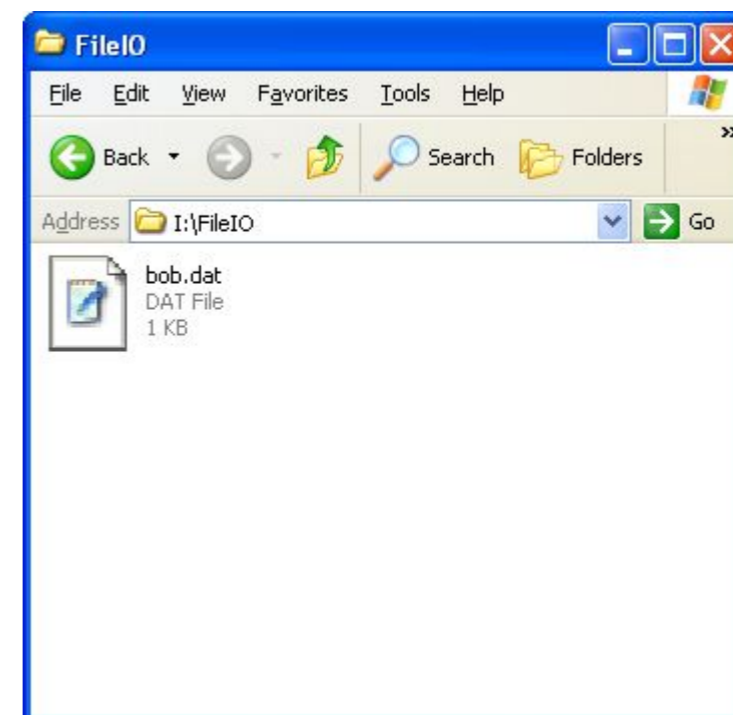 FileIO
File Edit View Favorites Tools Help
Back Search Folders »
Address I:\FileIO Go
bob.dat
DAT File
1 KB